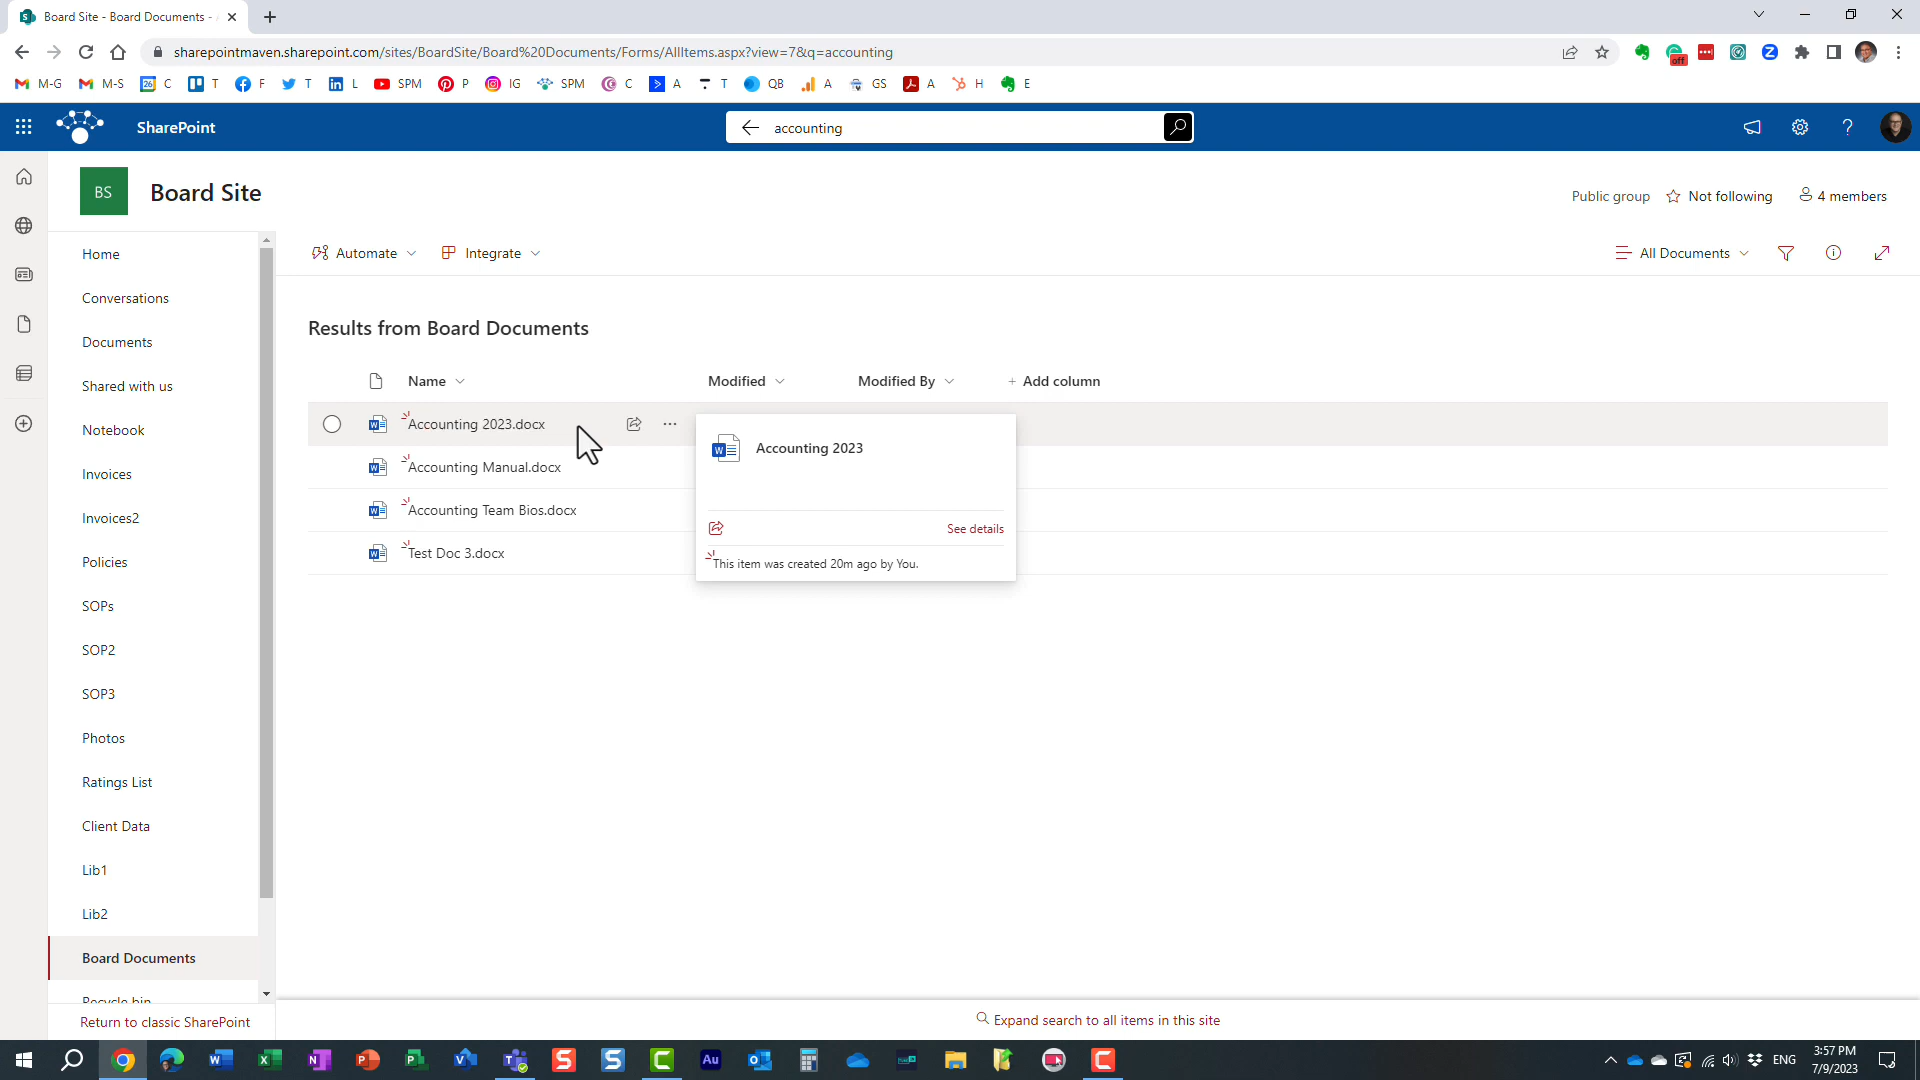 Board Site - Board Documents -
sharepointmaven.sharepoint.com/sites/BoardSite/Board%20Documents/Forms/AllItems.aspx?view=7&q=accounting
off
M-G M-S 26 C T F T L SPM P IG SPM C A T QB A GS A H E
SharePoint
accounting
BS
Board Site
Public group Not following 4 members
Automate Integrate
All Documents
Home
Conversations
Documents
Shared with us
Notebook
Invoices
Invoices2
Policies
SOPs
SOP2
SOP3
Photos
Ratings List
Client Data
Lib1
Lib2
Board Documents
Recycle bin
Return to classic SharePoint
Results from Board Documents
Name Modified Modified By + Add column
Accounting 2023.docx
Accounting Manual.docx
Accounting Team Bios.docx
Test Doc 3.docx
Accounting 2023
See details
This item was created 20m ago by You.
Expand search to all items in this site
Au
ENG
3:57 PM
7/9/2023